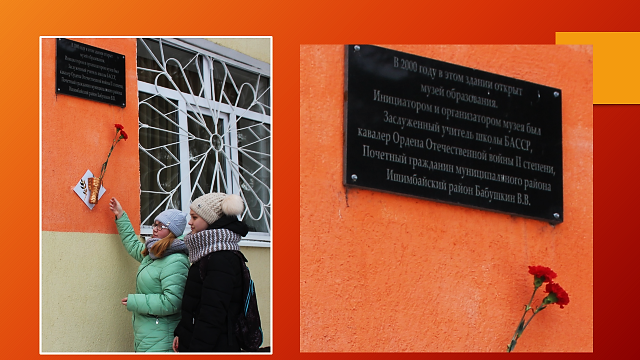 В 2000 году в этом здании открыт
музей образования.
Инициатором и организатором музея был
Заслуженный учитель школы БАССР,
кавалер Ордена Отечественной войны II степени,
Почетный гражданин муниципального района
Ишимбайский район Бабушкин В.В.